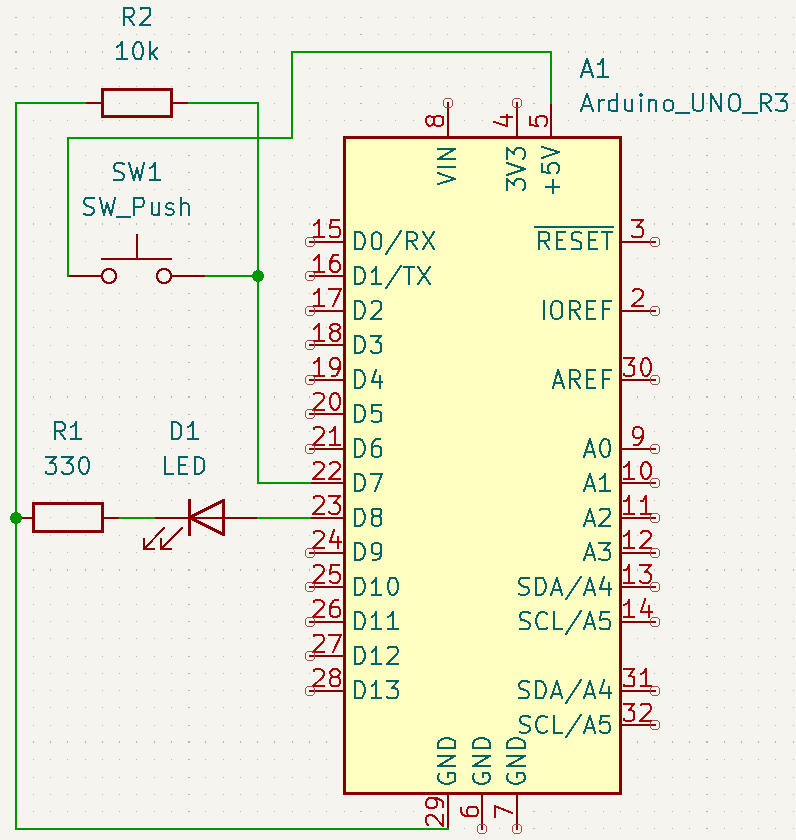 R2
10k
A1
Arduino_UNO_R3
8
4
5
VIN
3V3
+5V
SW1
SW_Push
15
D0/RX
RESET
3
16
D1/TX
17
D2
IOREF
2
18
D3
19
D4
AREF
30
20
D5
R1
330
D1
LED
21
D6
A0
9
22
D7
A1
10
23
D8
A2
11
24
D9
A3
12
25
D10
SDA/A4
13
26
D11
SCL/A5
14
27
D12
28
D13
SDA/A4
31
SCL/A5
32
GND
GND
GND
29
6
7